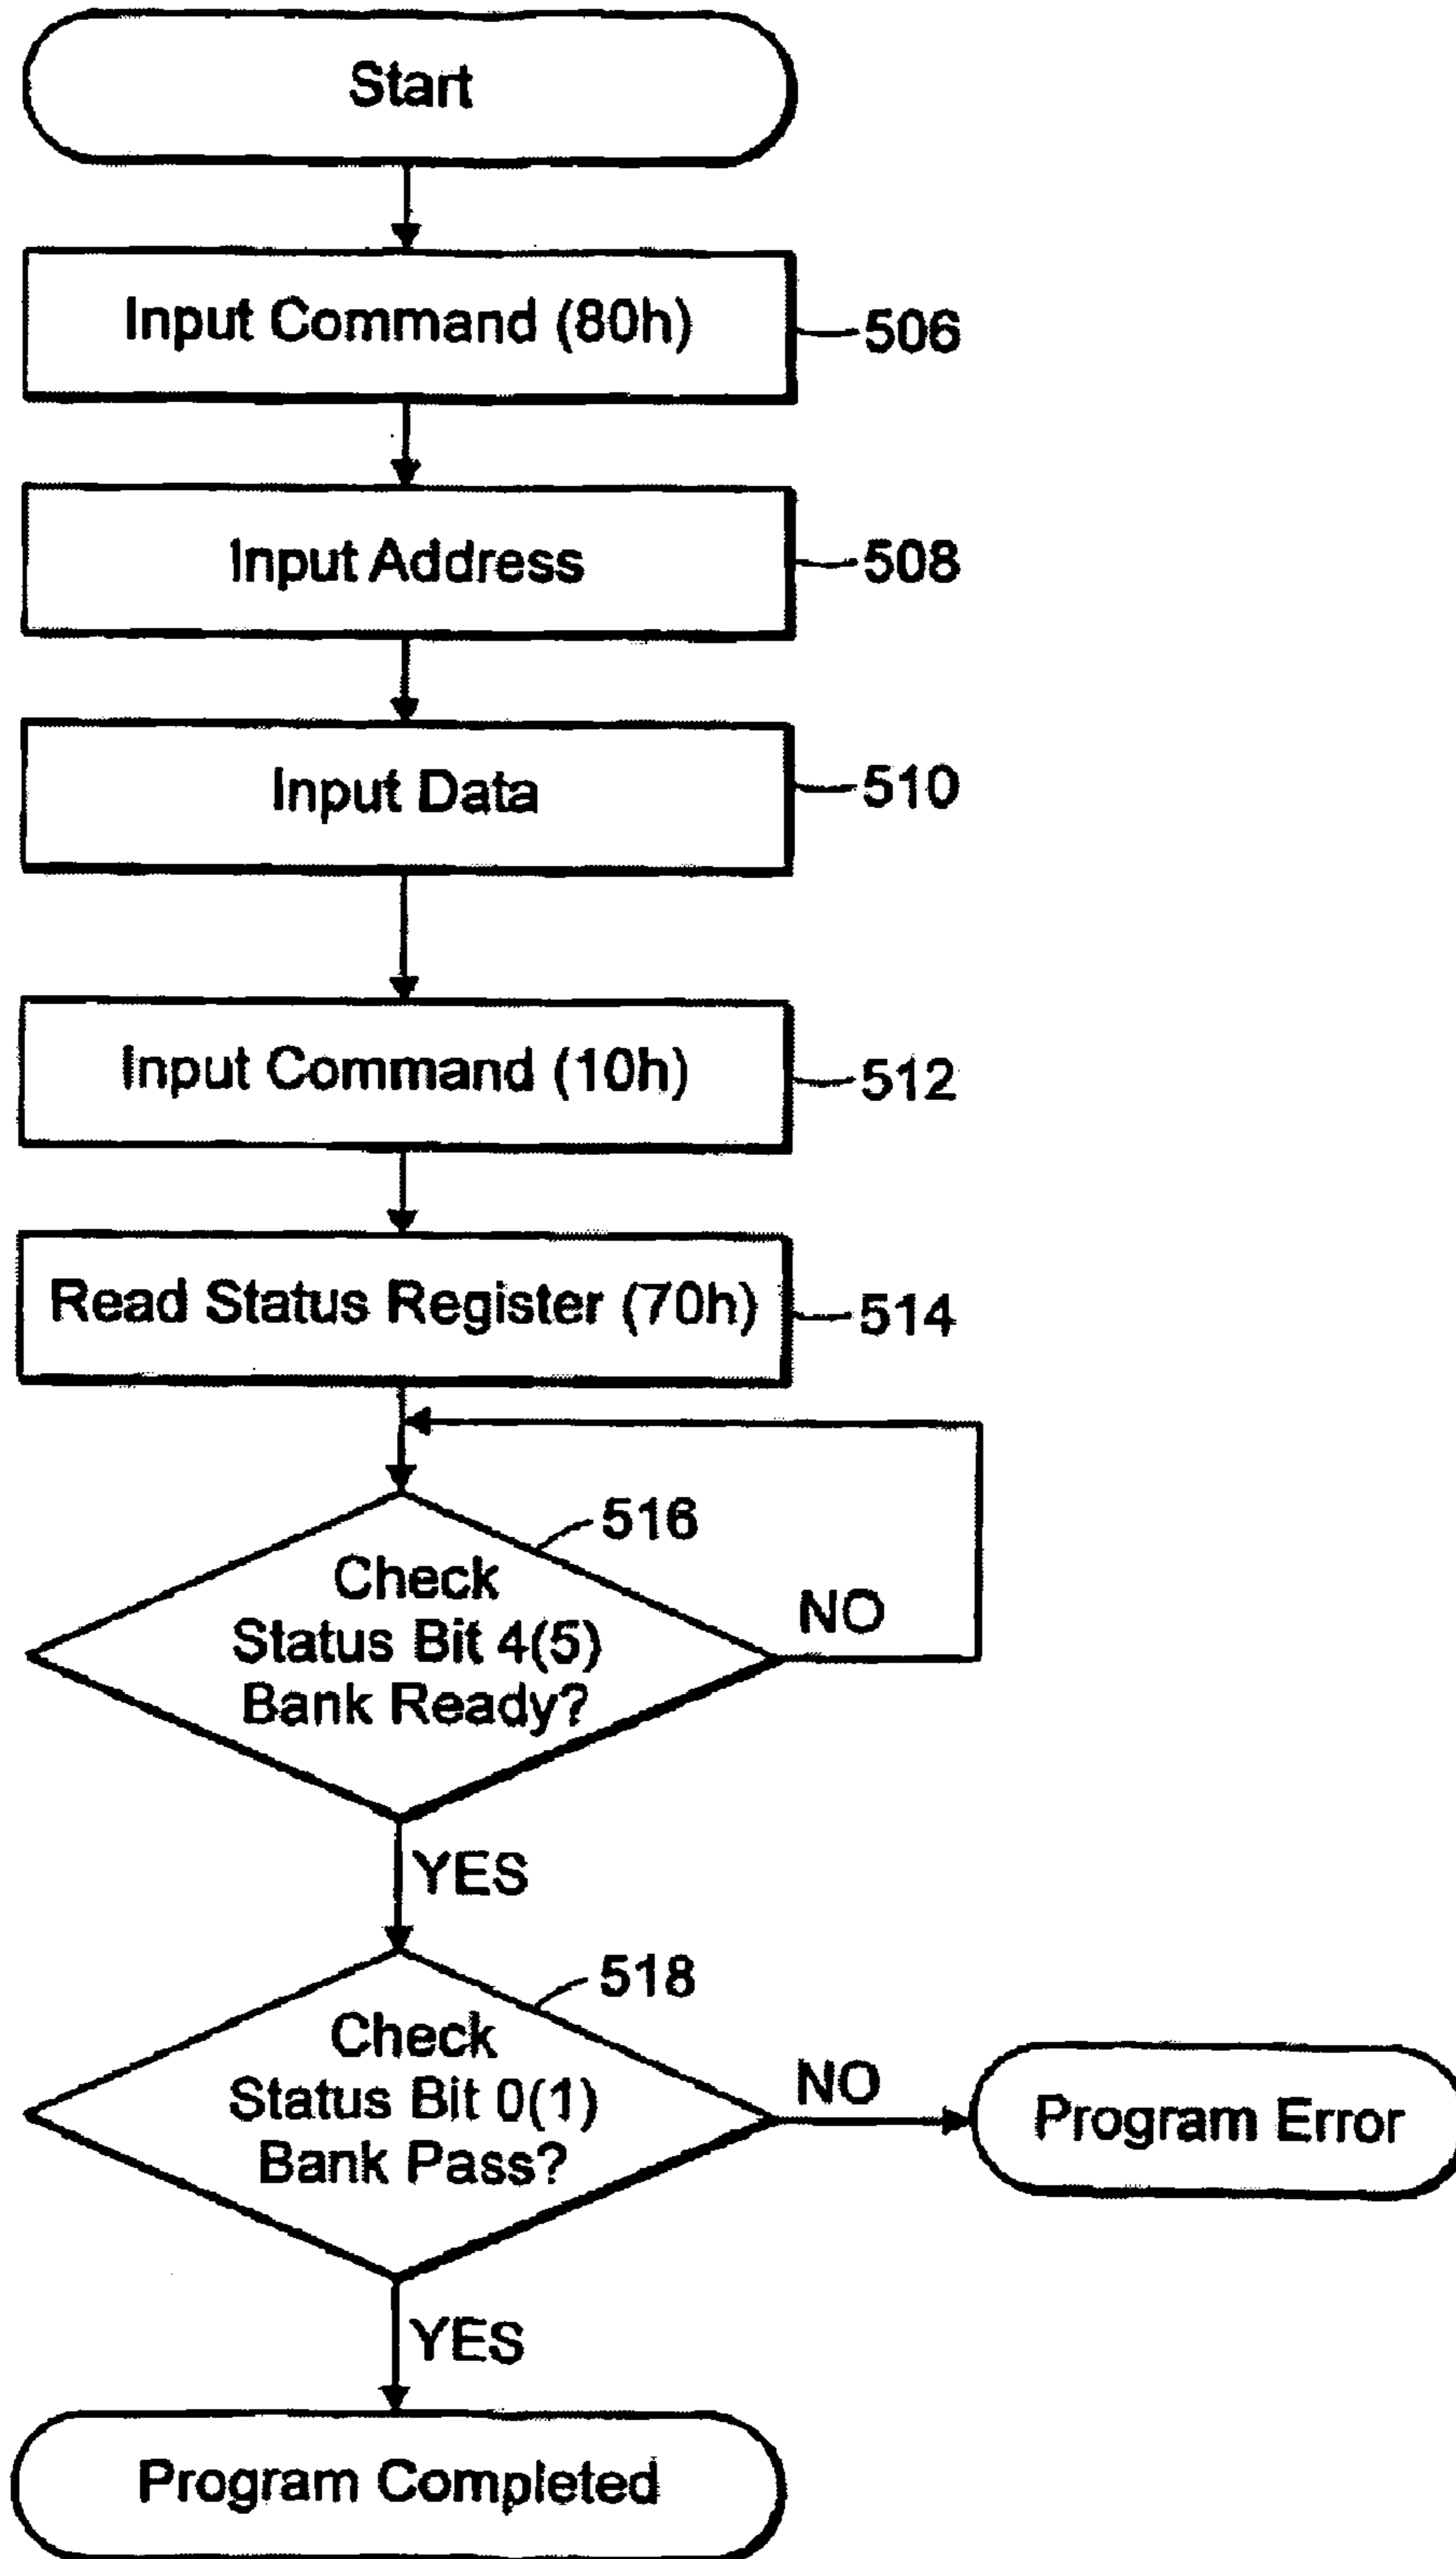 Start
Input Command (80h)
506
Input Address
508
Input Data
510
Input Command (10h)
512
Read Status Register (70h)
514
516
Check
Status Bit 4(5)
Bank Ready?
NO
YES
518
Check
Status Bit 0(1)
Bank Pass?
NO
Program Error
YES
Program Completed